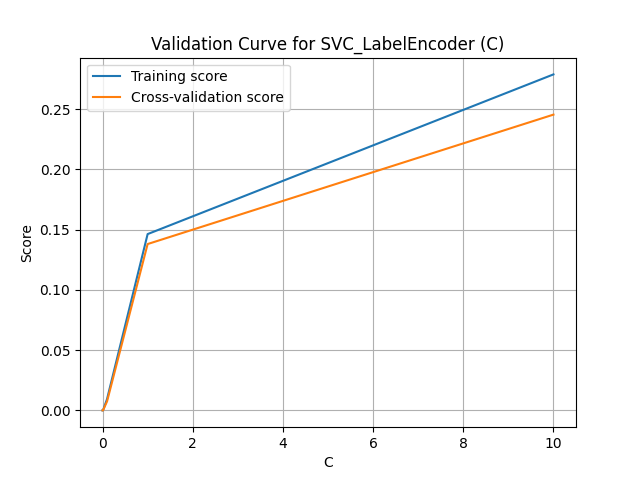 Validation Curve for SVC_LabelEncoder (C)
Training score
Cross-validation score
0.25
0.20
0.15
0.10
0.05
0.00
Score
0 2 4 6 8 10
C